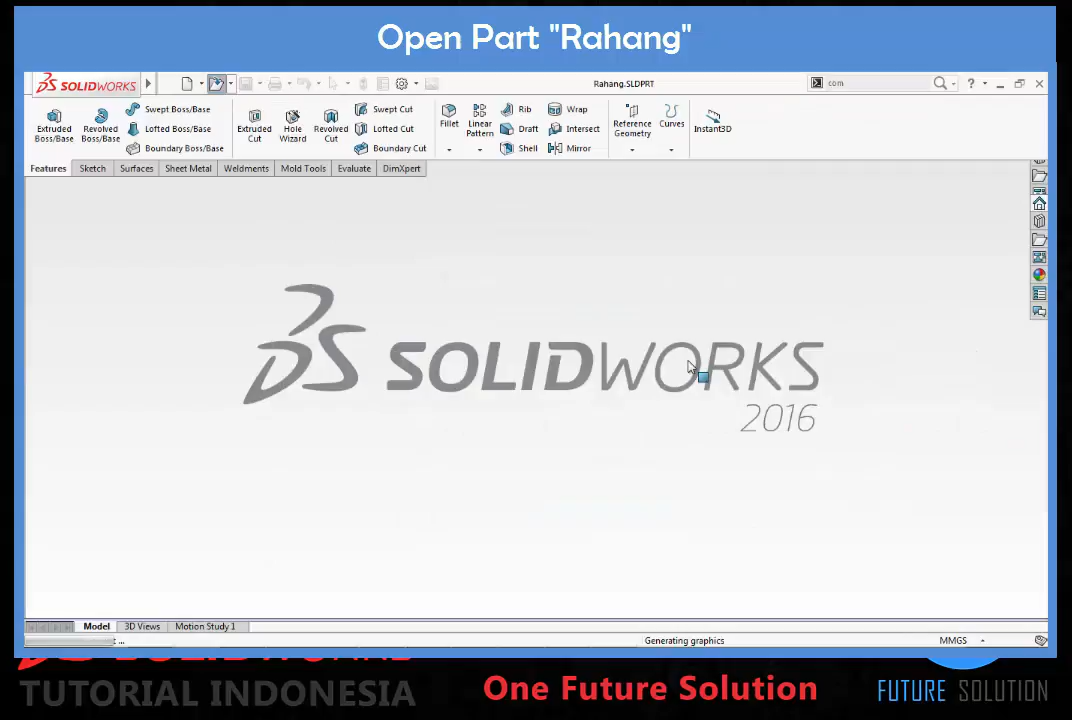 Open Part "Rahang"
SOLIDWORKS
Rahang.SLDPRT
com
Extruded Boss/Base
Revolved Boss/Base
Swept Boss/Base
Lofted Boss/Base
Boundary Boss/Base
Extruded Cut
Hole Wizard
Revolved Cut
Swept Cut
Lofted Cut
Boundary Cut
Fillet
Linear Pattern
Rib
Draft
Shell
Wrap
Intersect
Mirror
Reference Geometry
Curves
Instant3D
Features
Sketch
Surfaces
Sheet Metal
Weldments
Mold Tools
Evaluate
DimXpert
SOLIDWORKS
2016
Model
3D Views
Motion Study 1
Generating graphics
MMGS
TUTORIAL INDONESIA
One Future Solution
FUTURE SOLUTION